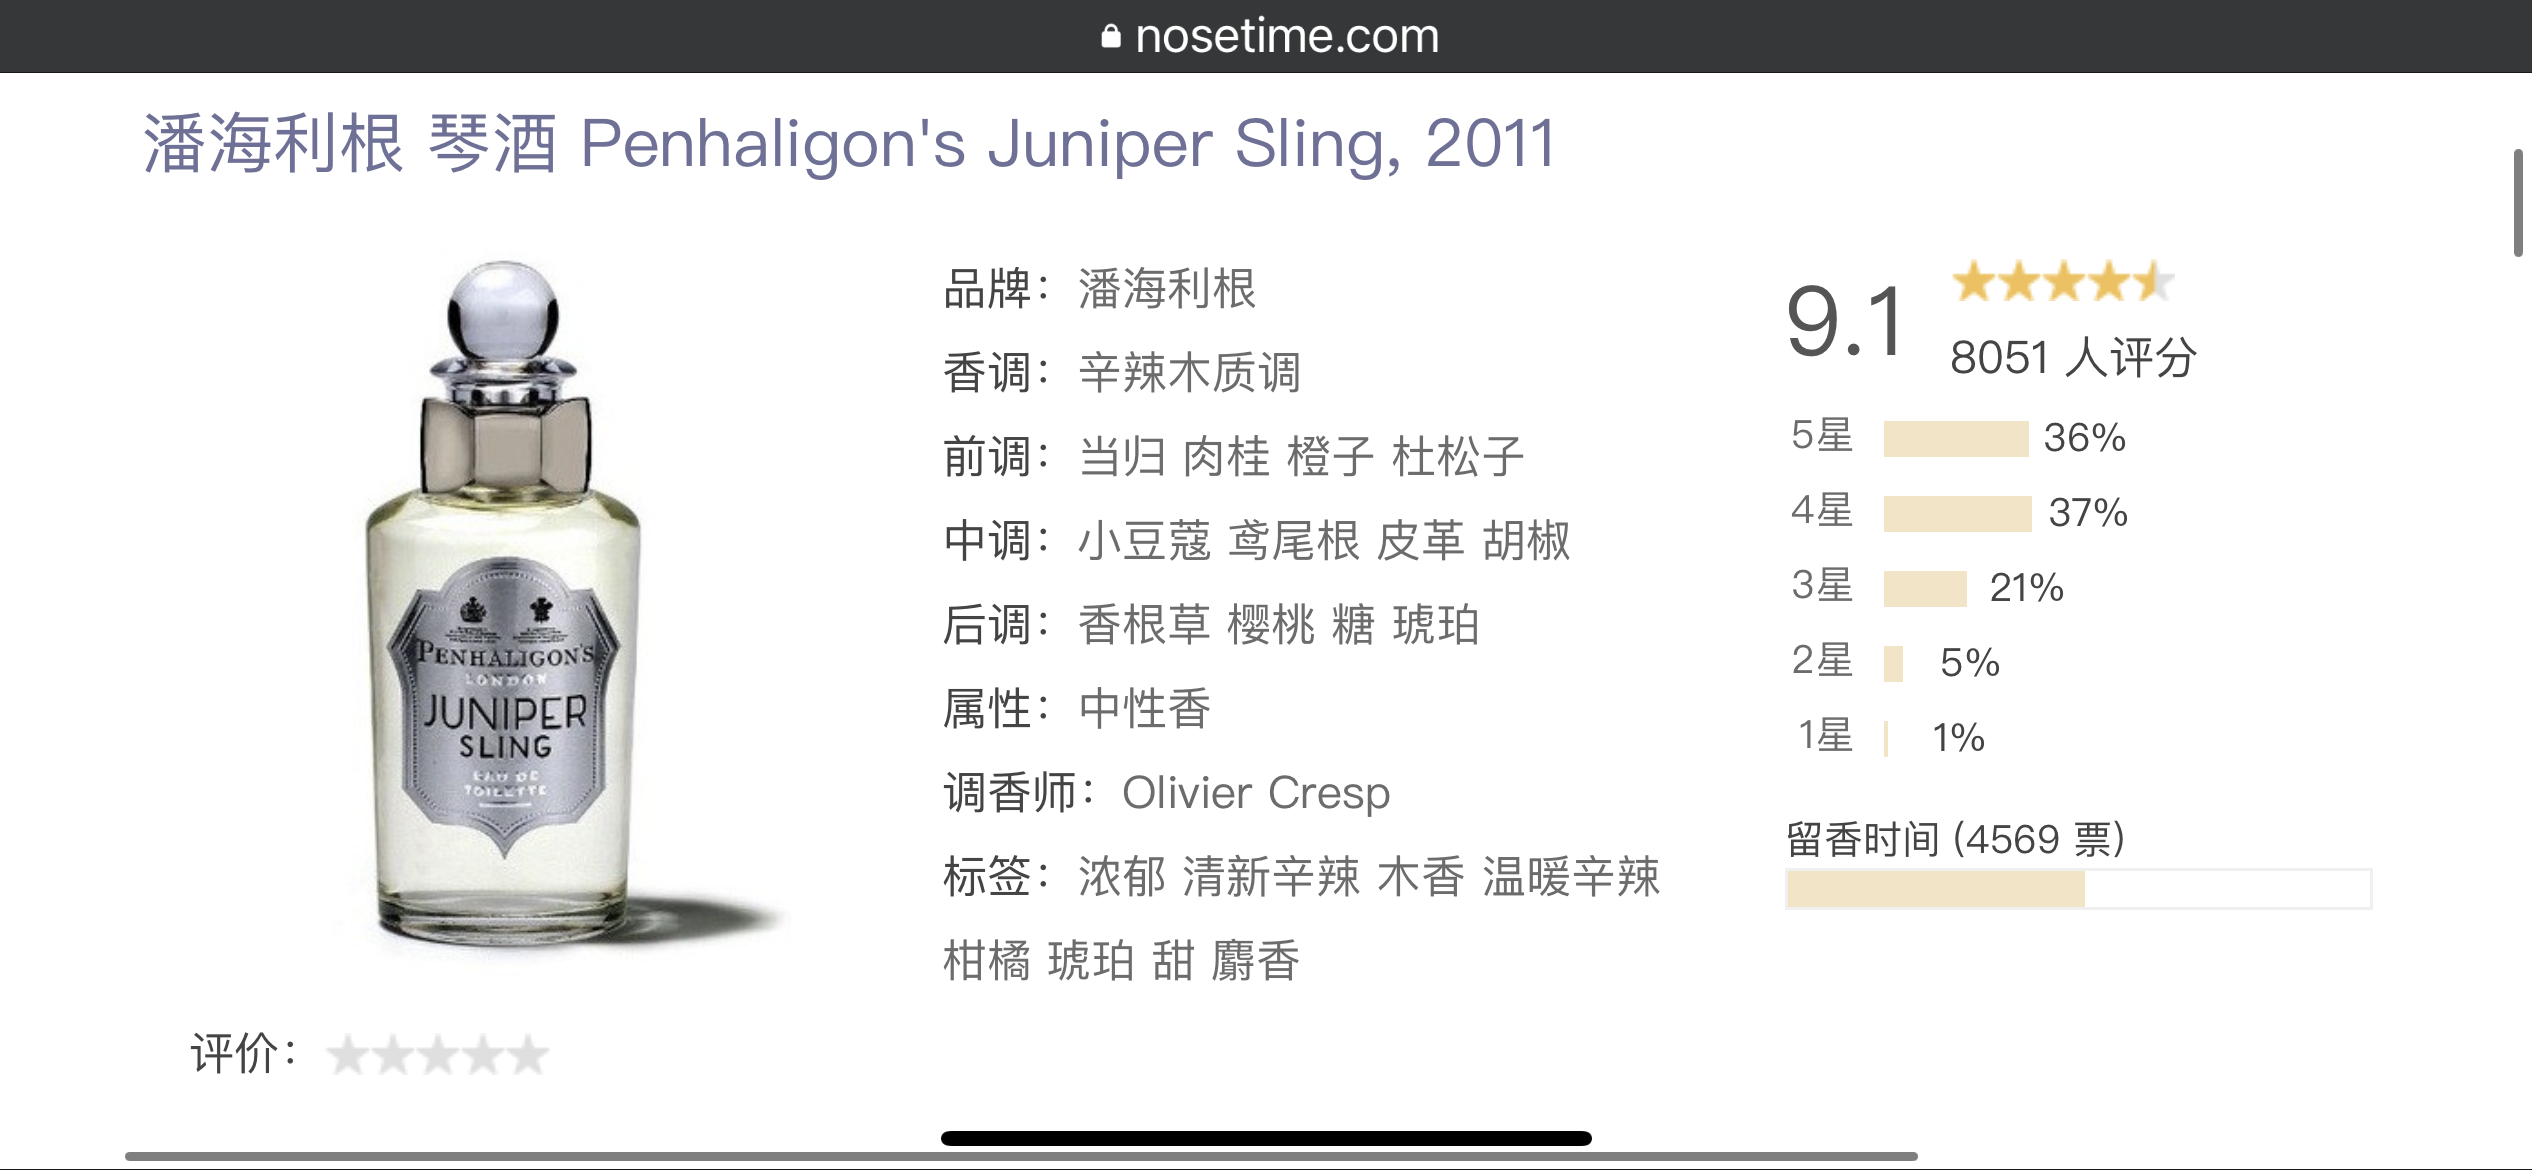 nosetime.com
潘海利根 琴酒 Penhaligon's Juniper Sling, 2011
PENHALIGON'S
LONDON
JUNIPER
SLING
EAU DE
TOILETTE
品牌：潘海利根
香调：辛辣木质调
前调：当归 肉桂 橙子 杜松子
中调：小豆蔻 鸢尾根 皮革 胡椒
后调：香根草 樱桃 糖 琥珀
属性：中性香
调香师：Olivier Cresp
标签：浓郁 清新辛辣 木香 温暖辛辣
柑橘 琥珀 甜 麝香
9.1
8051 人评分
5星 36%
4星 37%
3星 21%
2星 5%
1星 1%
留香时间 (4569 票)
评价：